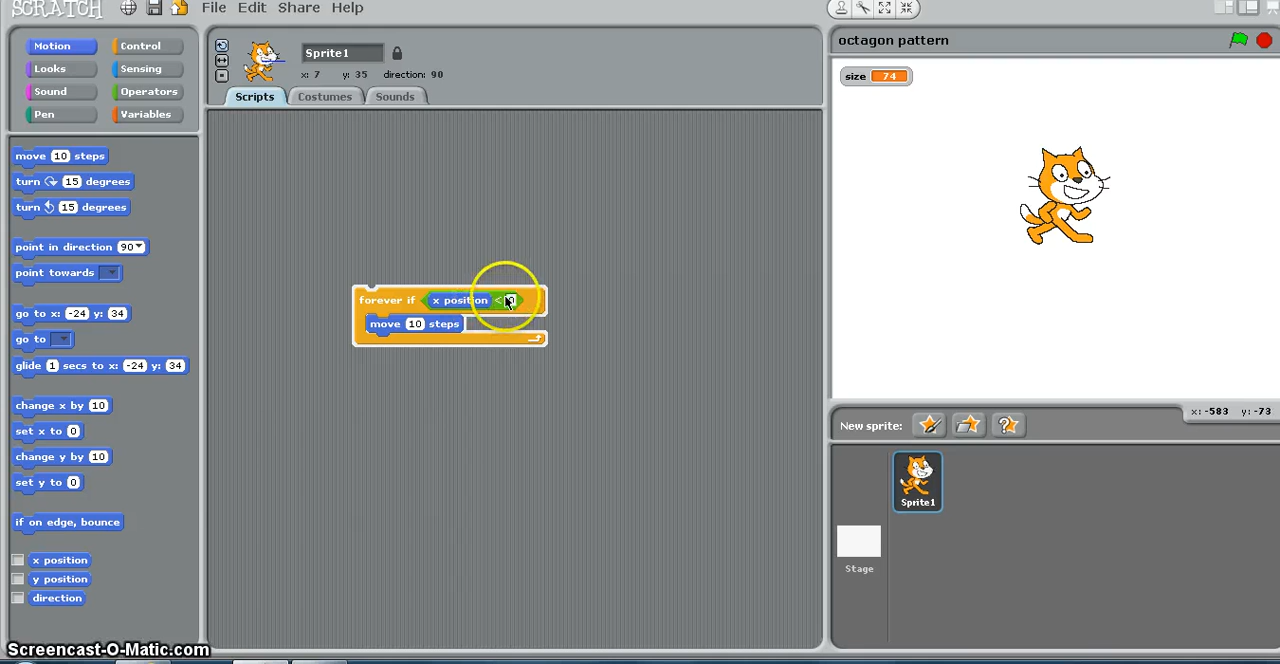 SCRATCH File Edit Share Help
Motion Control
Looks Sensing
Sound Operators
Pen Variables
Sprite1
x: 7 y: 35 direction: 90
Scripts Costumes Sounds
move 10 steps
turn 15 degrees
turn 15 degrees
point in direction 90
point towards
go to x: -24 y: 34
go to
glide 1 secs to x: -24 y: 34
change x by 10
set x to 0
change y by 10
set y to 0
if on edge, bounce
x position
y position
direction
forever if x position <
move 10 steps
octagon pattern
size 74
x: -583 y: -73
New sprite:
Sprite1
Stage
Screencast-O-Matic.com